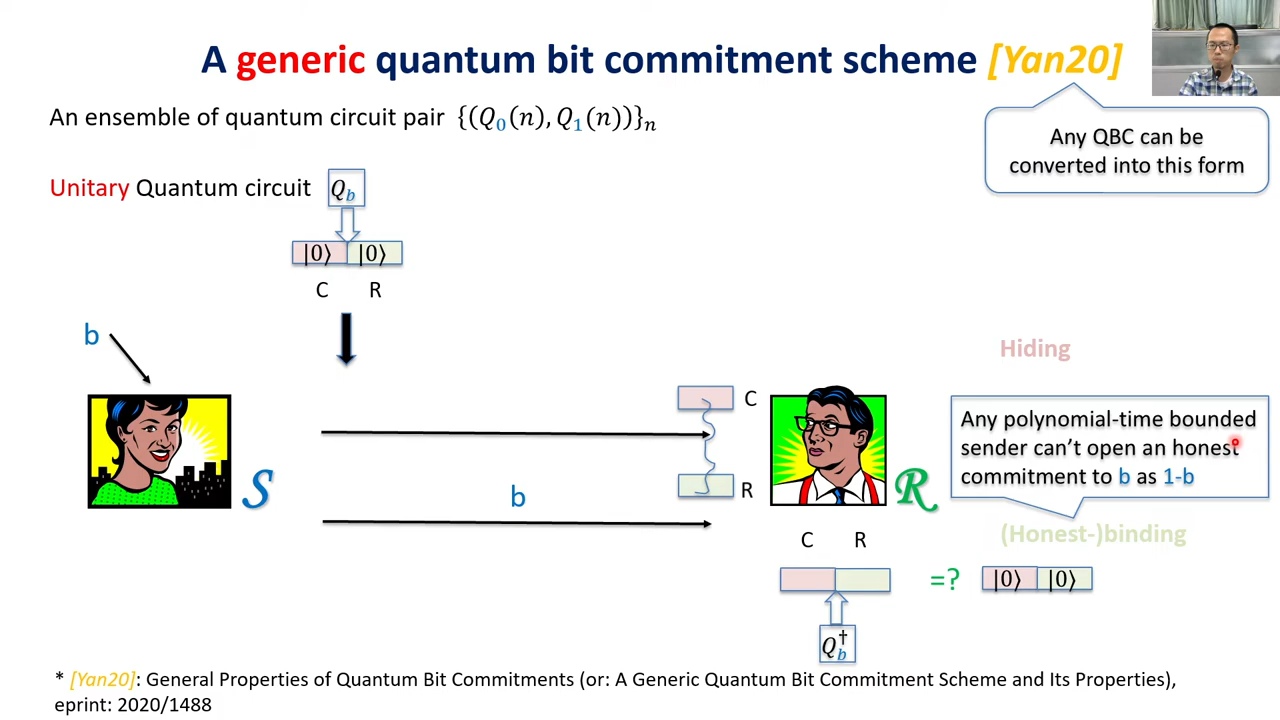 A generic quantum bit commitment scheme [Yan20]
An ensemble of quantum circuit pair {(Q₀(n), Q₁(n))}ₙ
Any QBC can be
converted into this form
Unitary Quantum circuit Q_b
|0⟩ |0⟩
C R
b
Hiding
C
Any polynomial-time bounded
sender can't open an honest
commitment to b as 1-b
S
b
R
R
(Honest-)binding
C R
=? |0⟩ |0⟩
Q_b^†
* [Yan20]: General Properties of Quantum Bit Commitments (or: A Generic Quantum Bit Commitment Scheme and Its Properties),
eprint: 2020/1488